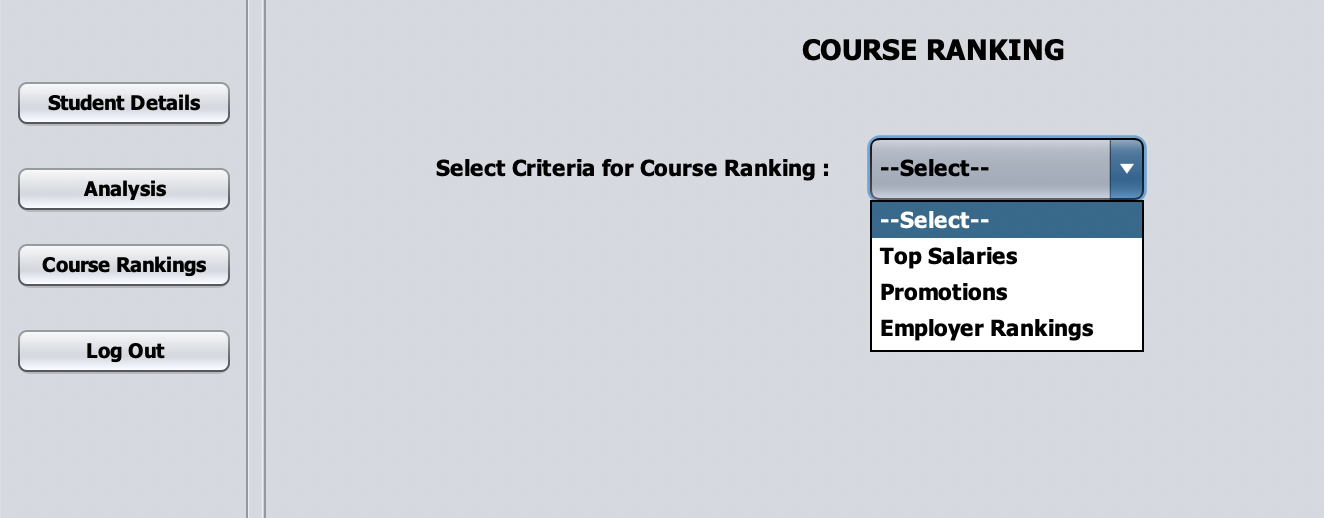 COURSE RANKING
Student Details
Analysis
Course Rankings
Log Out
Select Criteria for Course Ranking :
--Select--
--Select--
Top Salaries
Promotions
Employer Rankings